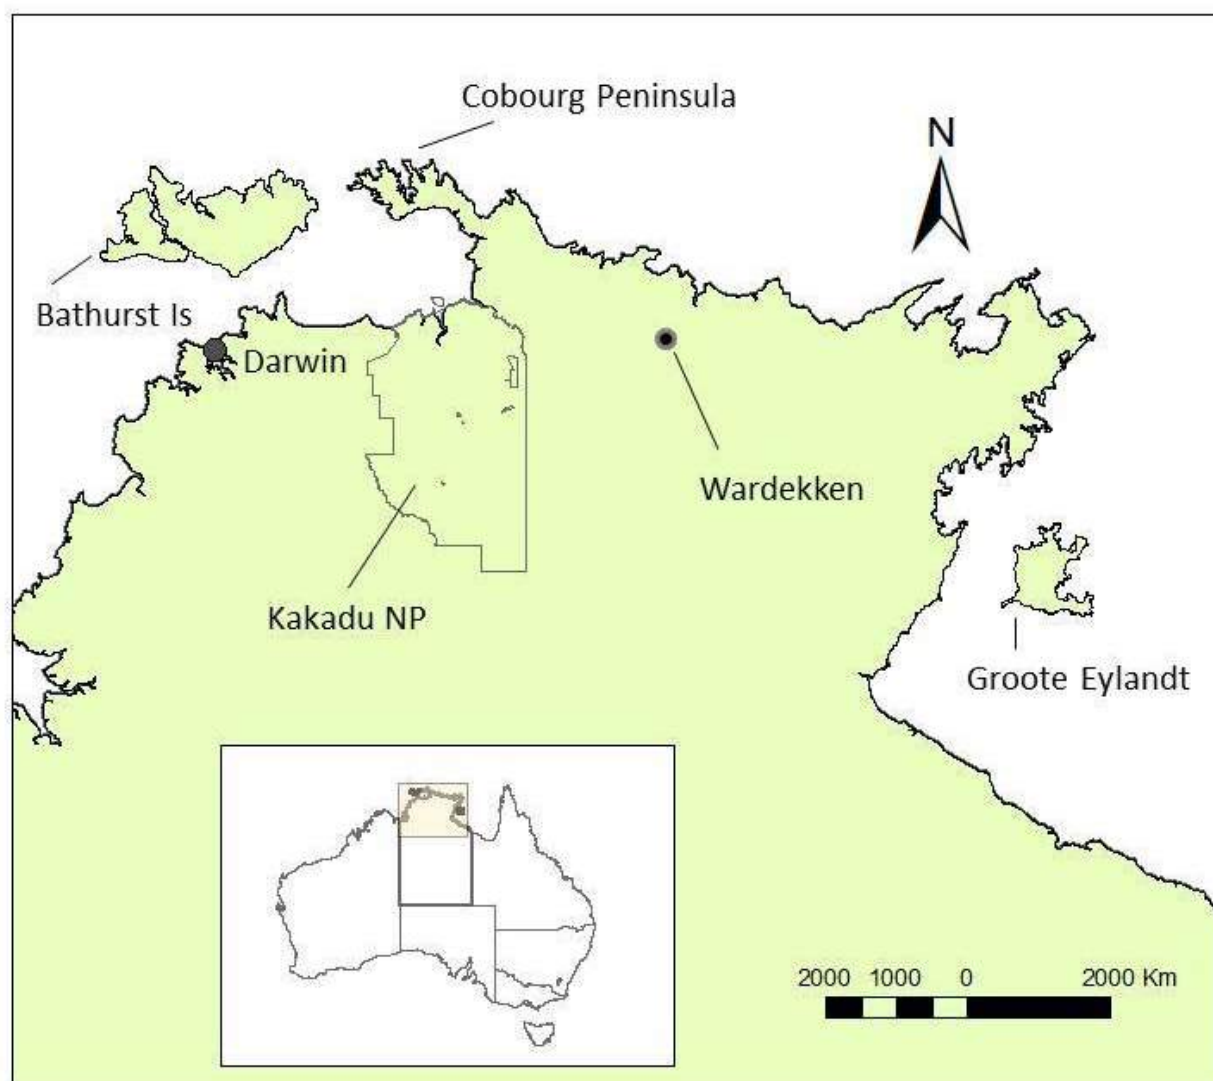 Cobourg Peninsula
N
Bathurst Is
Darwin
Wardekken
Kakadu NP
Groote Eylandt
2000 1000 0 2000 Km